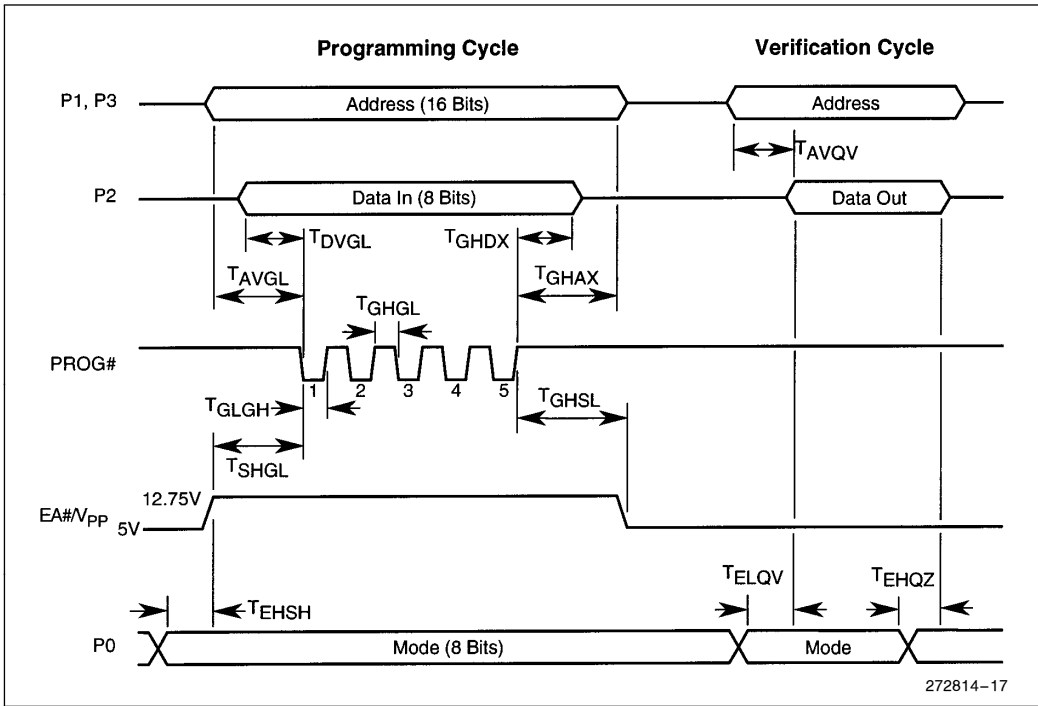 Programming Cycle Verification Cycle
P1, P3 Address (16 Bits) Address
TAVQV
P2 Data In (8 Bits) Data Out
TDVGL TGHDX
TAVGL TGHGL TGHAX
PROG#
1 2 3 4 5
TGLGH TGHSL
TSHGL
12.75V
EA#/VPP 5V
TELQV TEHQZ
TEHSH
P0 Mode (8 Bits) Mode
272814-17